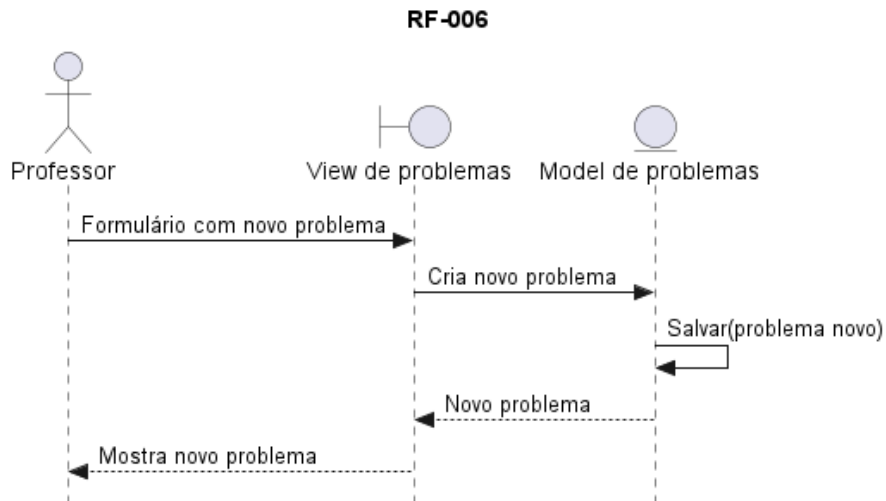 RF-006
Professor
View de problemas
Model de problemas
Formulário com novo problema
Cria novo problema
Salvar(problema novo)
Novo problema
Mostra novo problema